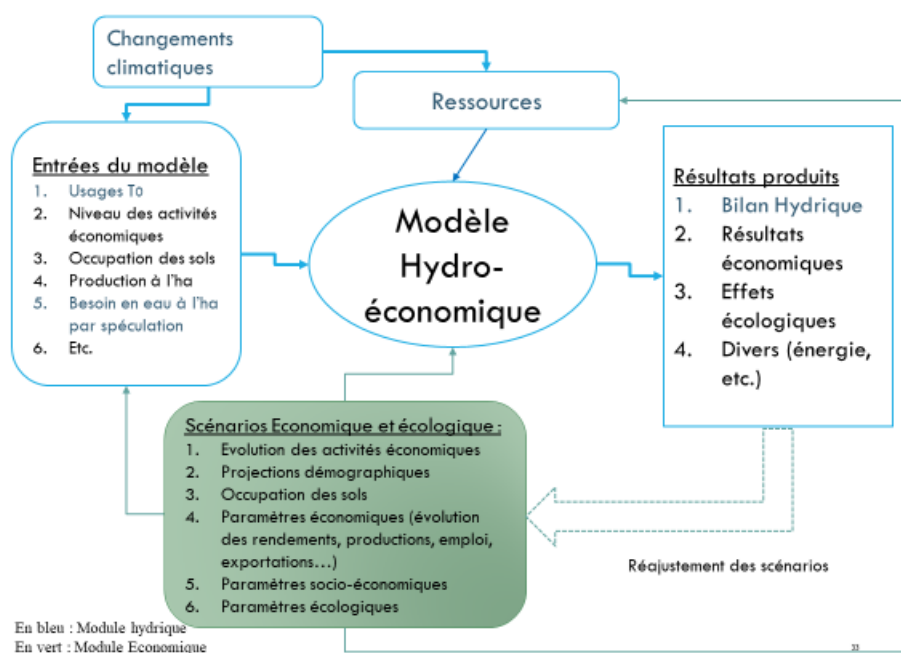 Changements
climatiques
Ressources
Entrées du modèle
1. Usages T0
2. Niveau des activités
économiques
3. Occupation des sols
4. Production à l'ha
5. Besoin en eau à l'ha
par spéculation
6. Etc.
Modèle
Hydro-
économique
Résultats produits
1. Bilan Hydrique
2. Résultats
économiques
3. Effets
écologiques
4. Divers (énergie,
etc.)
Scénarios Economique et écologique :
1. Evolution des activités économiques
2. Projections démographiques
3. Occupation des sols
4. Paramètres économiques (évolution
des rendements, productions, emploi,
exportations…)
5. Paramètres socio-économiques
6. Paramètres écologiques
Réajustement des scénarios
En bleu : Module hydrique
En vert : Module Economique
33